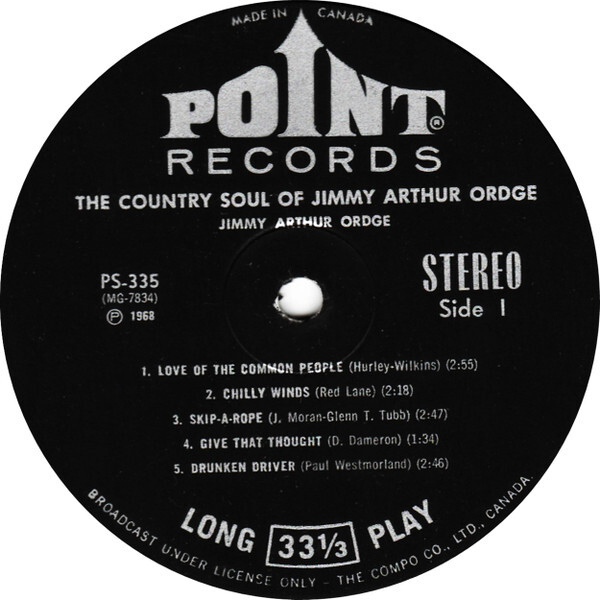 MADE IN CANADA
POINT®
RECORDS
THE COUNTRY SOUL OF JIMMY ARTHUR ORDGE
JIMMY ARTHUR ORDGE
PS-335
(MG-7834)
℗ 1968
STEREO
Side 1
1. LOVE OF THE COMMON PEOPLE (Hurley-Wilkins) (2:55)
2. CHILLY WINDS (Red Lane) (2:18)
3. SKIP-A-ROPE (J. Moran-Glenn T. Tubb) (2:47)
4. GIVE THAT THOUGHT (D. Dameron) (1:34)
5. DRUNKEN DRIVER (Paul Westmorland) (2:46)
LONG 33⅓ PLAY
BROADCAST UNDER LICENSE ONLY - THE COMPO CO., LTD., CANADA.